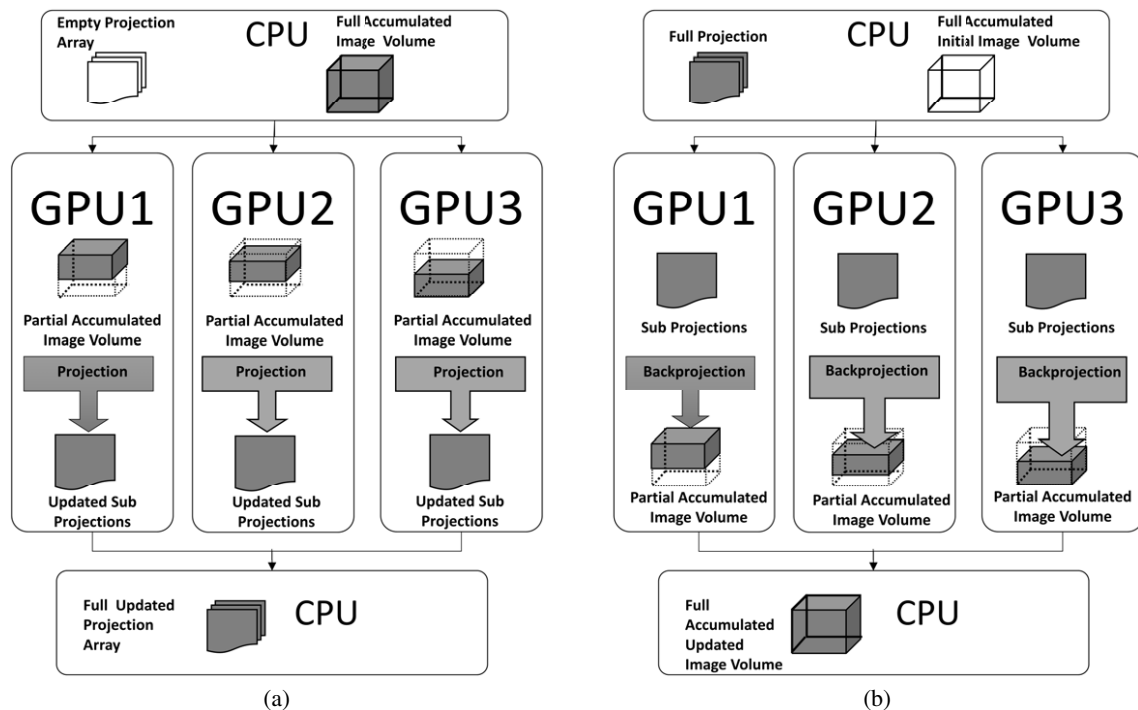 Empty Projection
Array
CPU
Full Accumulated
Image Volume
GPU1
Partial Accumulated
Image Volume
Projection
Updated Sub
Projections
GPU2
Partial Accumulated
Image Volume
Projection
Updated Sub
Projections
GPU3
Partial Accumulated
Image Volume
Projection
Updated Sub
Projections
Full Updated
Projection
Array
CPU
(a)
Full Projection
CPU
Full Accumulated
Initial Image Volume
GPU1
Sub Projections
Backprojection
Partial Accumulated
Image Volume
GPU2
Sub Projections
Backprojection
Partial Accumulated
Image Volume
GPU3
Sub Projections
Backprojection
Partial Accumulated
Image Volume
Full
Accumulated
Updated
Image Volume
CPU
(b)